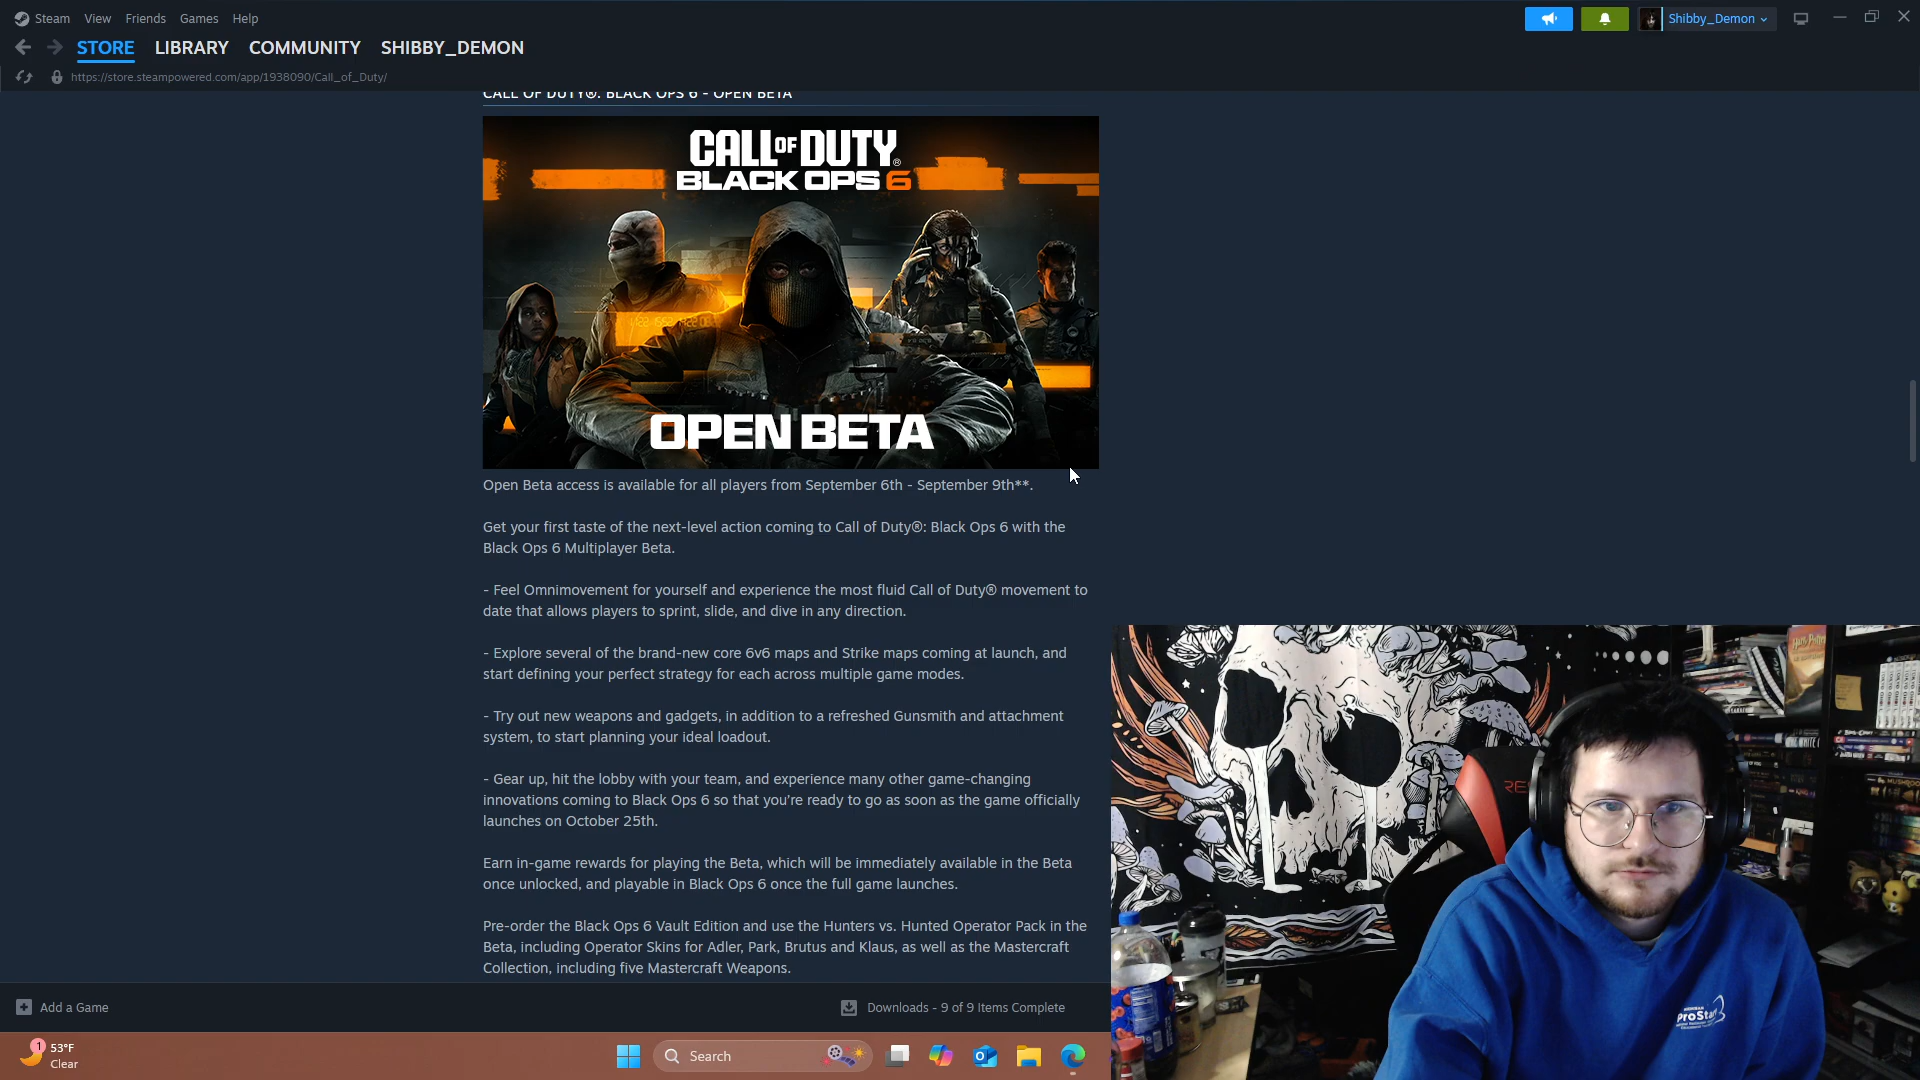 Steam View Friends Games Help
Shibby_Demon
STORE LIBRARY COMMUNITY SHIBBY_DEMON
https://store.steampowered.com/app/1938090/Call_of_Duty/
CALL OF DUTY®: BLACK OPS 6 - OPEN BETA
CALL OF DUTY®
BLACK OPS 6
OPEN BETA
Open Beta access is available for all players from September 6th - September 9th**.
Get your first taste of the next-level action coming to Call of Duty®: Black Ops 6 with the
Black Ops 6 Multiplayer Beta.
- Feel Omnimovement for yourself and experience the most fluid Call of Duty® movement to
date that allows players to sprint, slide, and dive in any direction.
- Explore several of the brand-new core 6v6 maps and Strike maps coming at launch, and
start defining your perfect strategy for each across multiple game modes.
- Try out new weapons and gadgets, in addition to a refreshed Gunsmith and attachment
system, to start planning your ideal loadout.
- Gear up, hit the lobby with your team, and experience many other game-changing
innovations coming to Black Ops 6 so that you're ready to go as soon as the game officially
launches on October 25th.
Earn in-game rewards for playing the Beta, which will be immediately available in the Beta
once unlocked, and playable in Black Ops 6 once the full game launches.
Pre-order the Black Ops 6 Vault Edition and use the Hunters vs. Hunted Operator Pack in the
Beta, including Operator Skins for Adler, Park, Brutus and Klaus, as well as the Mastercraft
Collection, including five Mastercraft Weapons.
Harry Potter
RE
ProStart
Add a Game
Downloads - 9 of 9 Items Complete
1
53°F
Clear
Search